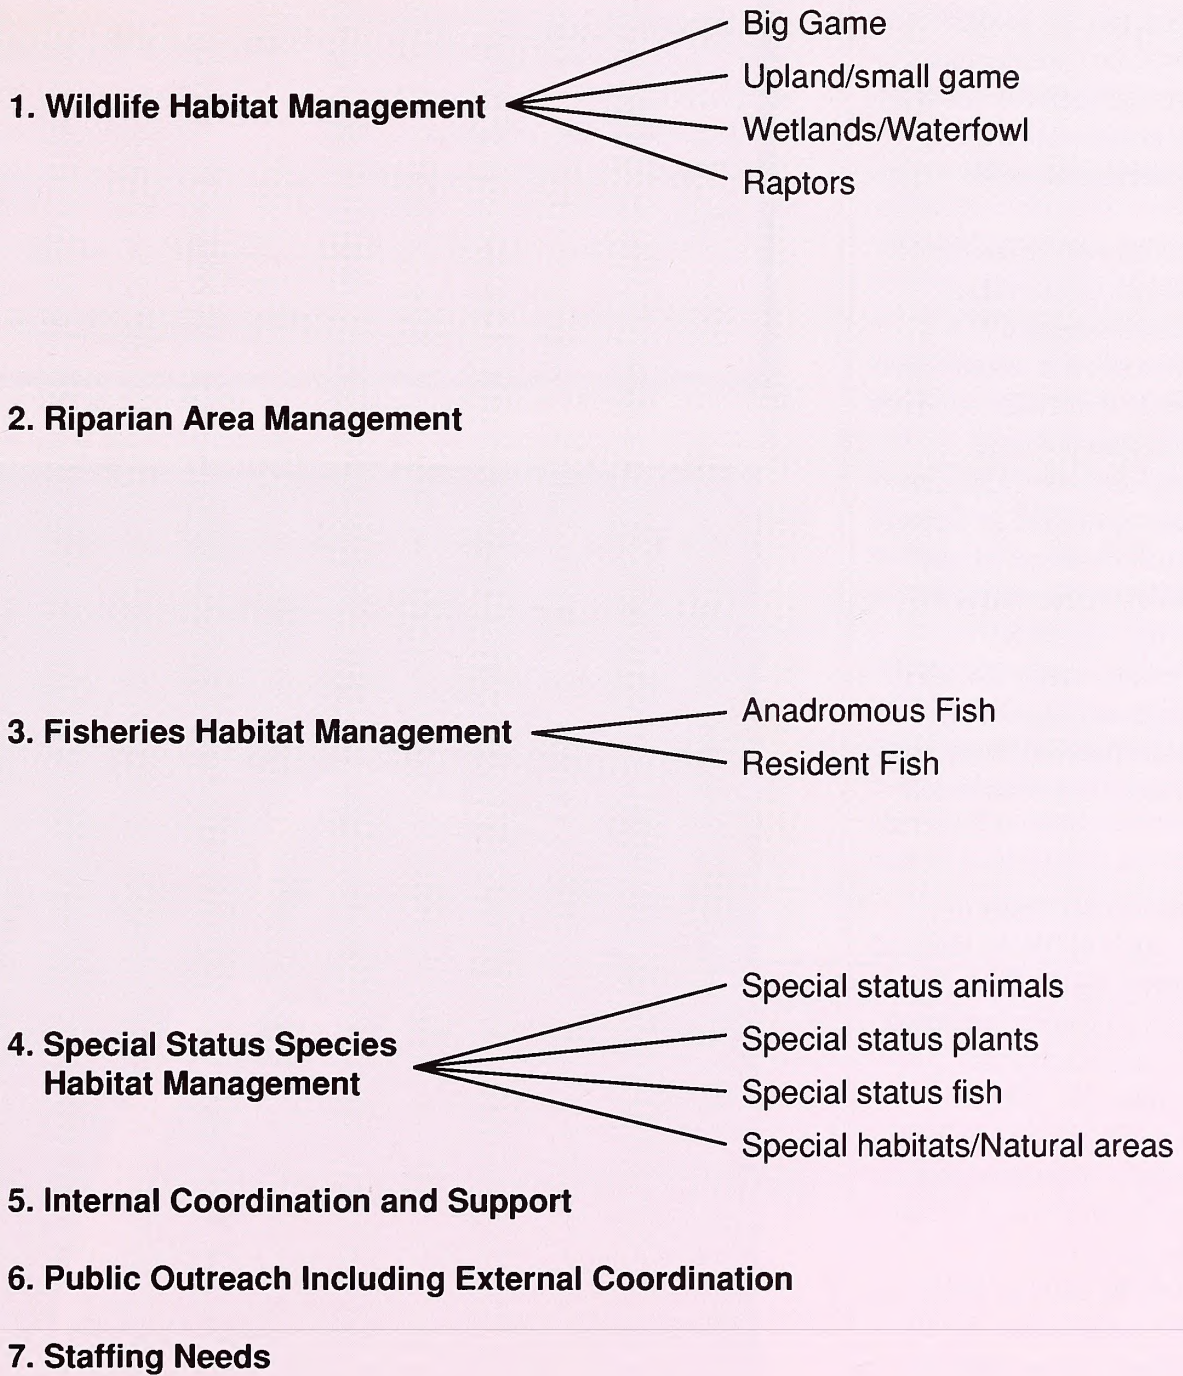 Big Game
Upland/small game
1. Wildlife Habitat Management
Wetlands/Waterfowl
Raptors
2. Riparian Area Management
Anadromous Fish
3. Fisheries Habitat Management
Resident Fish
Special status animals
4. Special Status Species
Habitat Management
Special status plants
Special status fish
Special habitats/Natural areas
5. Internal Coordination and Support
6. Public Outreach Including External Coordination
7. Staffing Needs